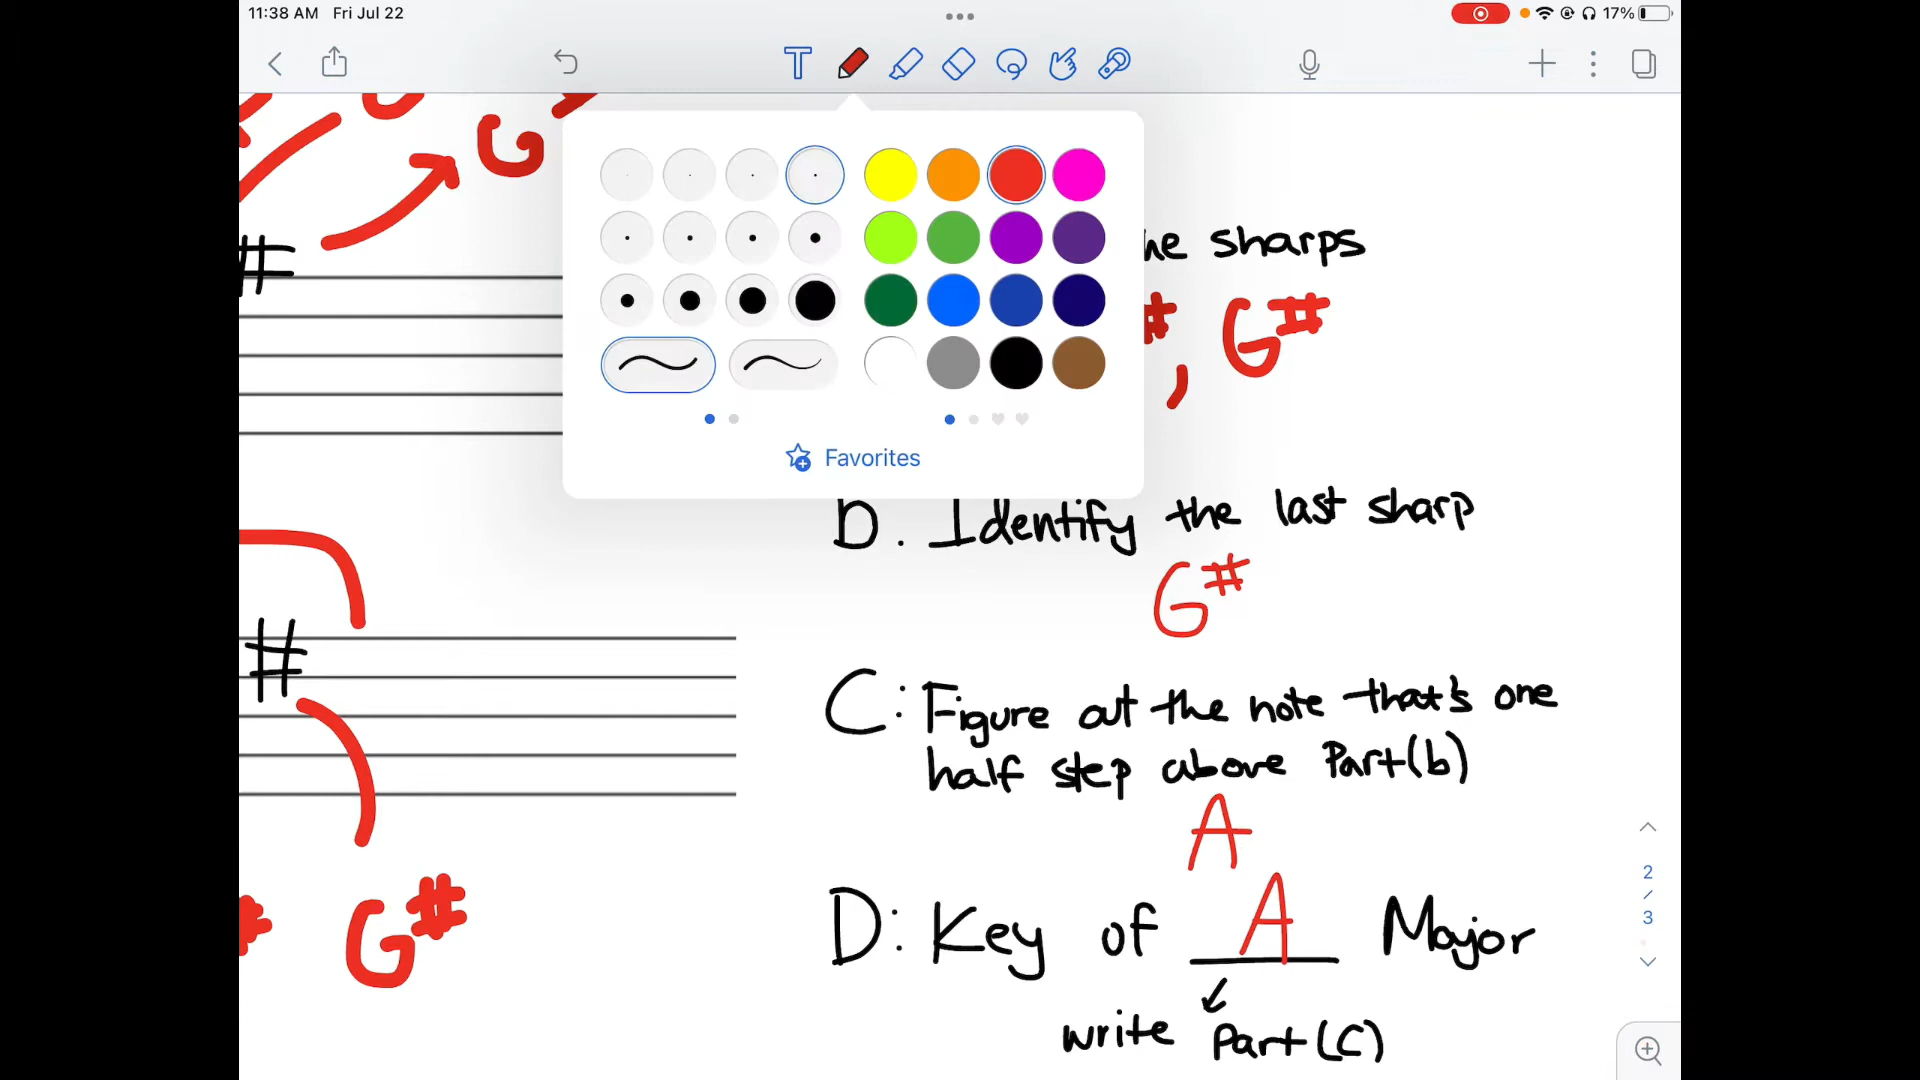 11:38 AM Fri Jul 22
17%
T
G
#
he sharps
#, G#
Favorites
b. Identify the last sharp
G#
#
C: Figure out the note that's one
half step above Part(b)
A
2
/
3
# G#
D: Key of A Major
write Part(C)